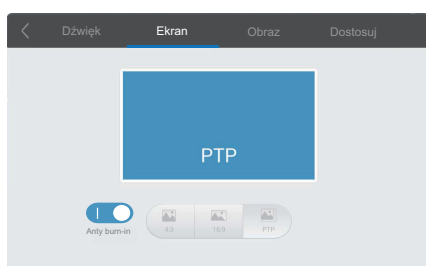 Dźwięk Ekran Obraz Dostosuj
PTP
Anty burn-in 4:3 16:9 PTP